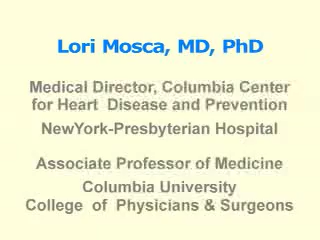 Lori Mosca, MD, PhD
Medical Director, Columbia Center
for Heart Disease and Prevention
NewYork-Presbyterian Hospital
Associate Professor of Medicine
Columbia University
College of Physicians & Surgeons